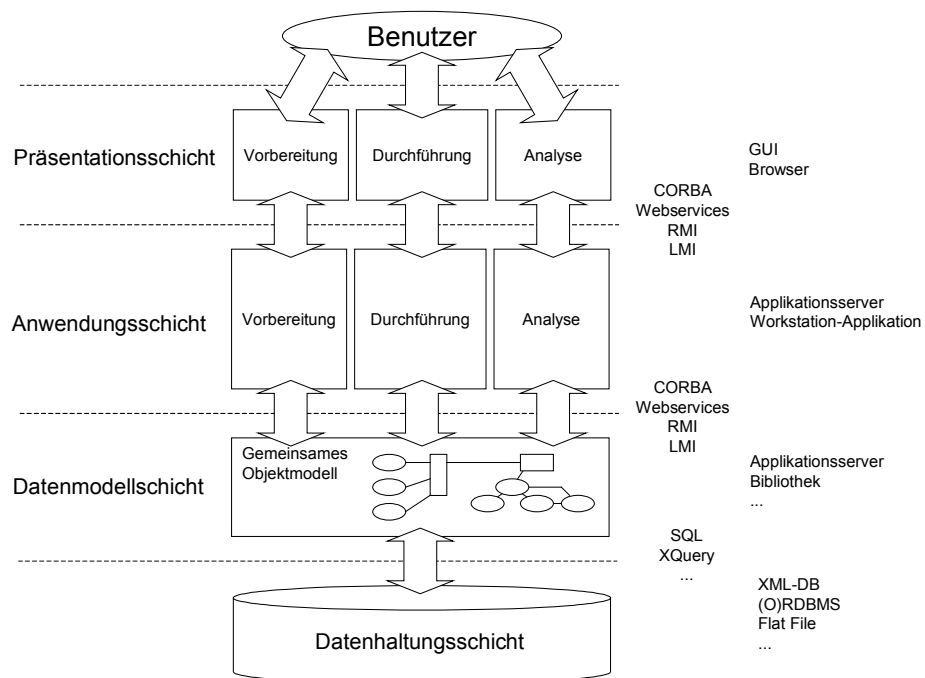 Benutzer
Präsentationsschicht
Vorbereitung
Durchführung
Analyse
GUI
Browser
CORBA
Webservices
RMI
LMI
Anwendungsschicht
Vorbereitung
Durchführung
Analyse
Applikationsserver
Workstation-Applikation
CORBA
Webservices
RMI
LMI
Datenmodellschicht
Gemeinsames
Objektmodell
Applikationsserver
Bibliothek
...
SQL
XQuery
...
Datenhaltungsschicht
XML-DB
(O)RDBMS
Flat File
...